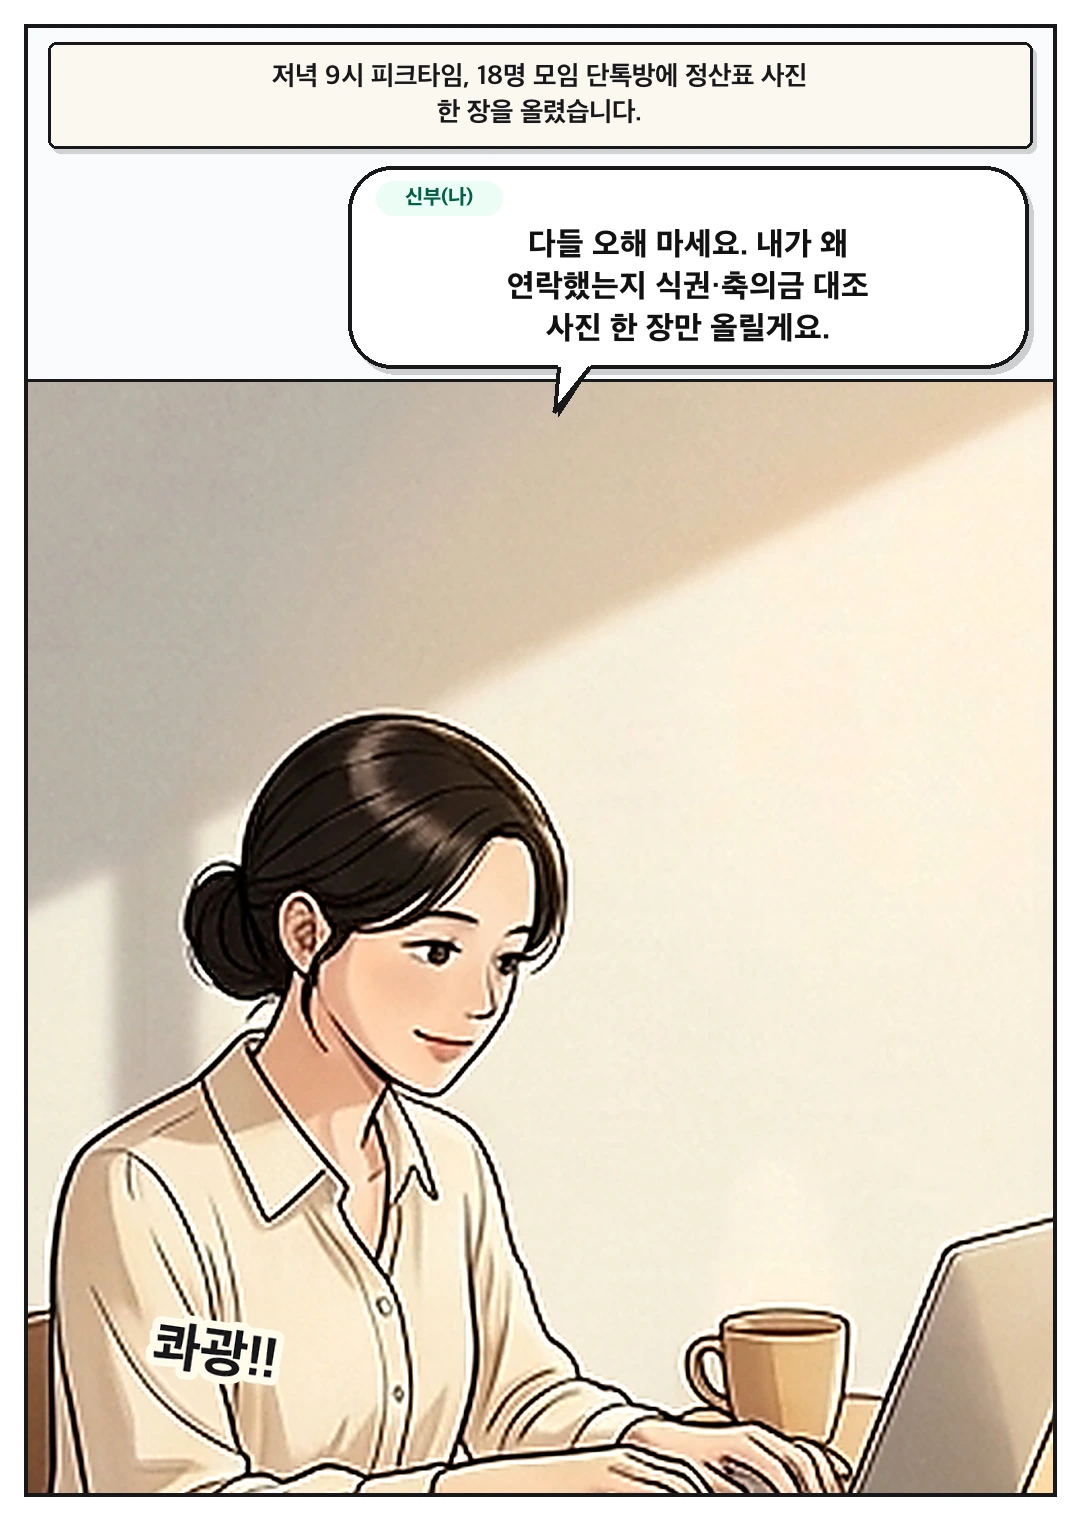 저녁 9시 피크타임, 18명 모임 단톡방에 정산표 사진
한 장을 올렸습니다.
신부(나)
다들 오해 마세요. 내가 왜
연락했는지 식권·축의금 대조
사진 한 장만 올릴게요.
콰광!!